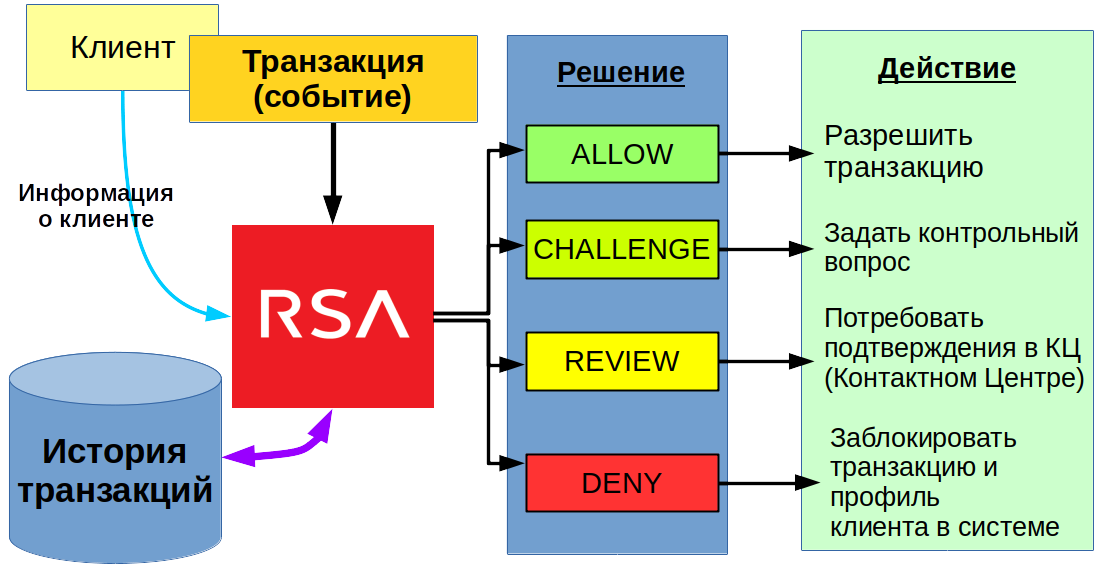 Клиент
Транзакция
(событие)
Информация
о клиенте
RSA
История
транзакций
Решение
ALLOW
CHALLENGE
REVIEW
DENY
Действие
Разрешить
транзакцию
Задать контрольный
вопрос
Потребовать
подтверждения в КЦ
(Контактном Центре)
Заблокировать
транзакцию и
профиль
клиента в системе